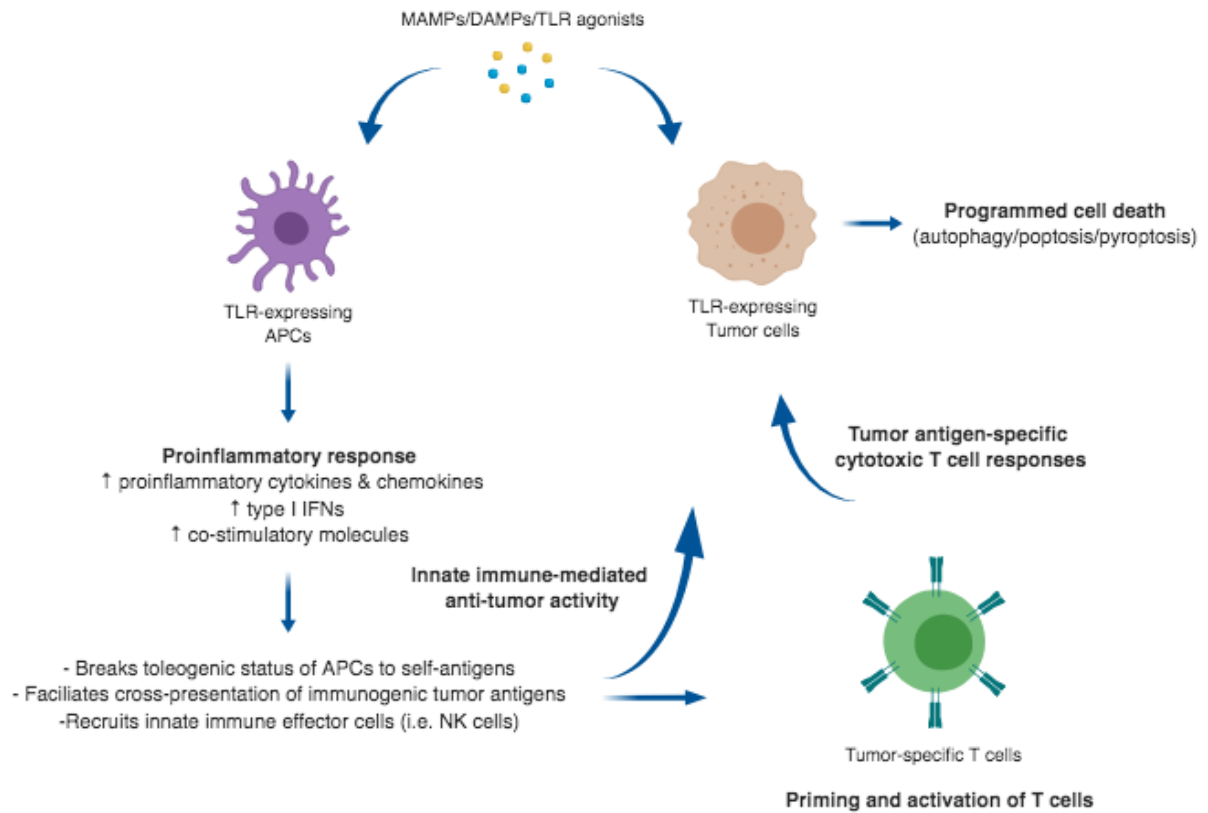 MAMPs/DAMPs/TLR agonists
TLR-expressing
APCs
TLR-expressing
Tumor cells
Programmed cell death
(autophagy/poptosis/pyroptosis)
Proinflammatory response
↑ proinflammatory cytokines & chemokines
↑ type I IFNs
↑ co-stimulatory molecules
Tumor antigen-specific
cytotoxic T cell responses
Innate immune-mediated
anti-tumor activity
- Breaks toleogenic status of APCs to self-antigens
- Faciliates cross-presentation of immunogenic tumor antigens
-Recruits innate immune effector cells (i.e. NK cells)
Tumor-specific T cells
Priming and activation of T cells